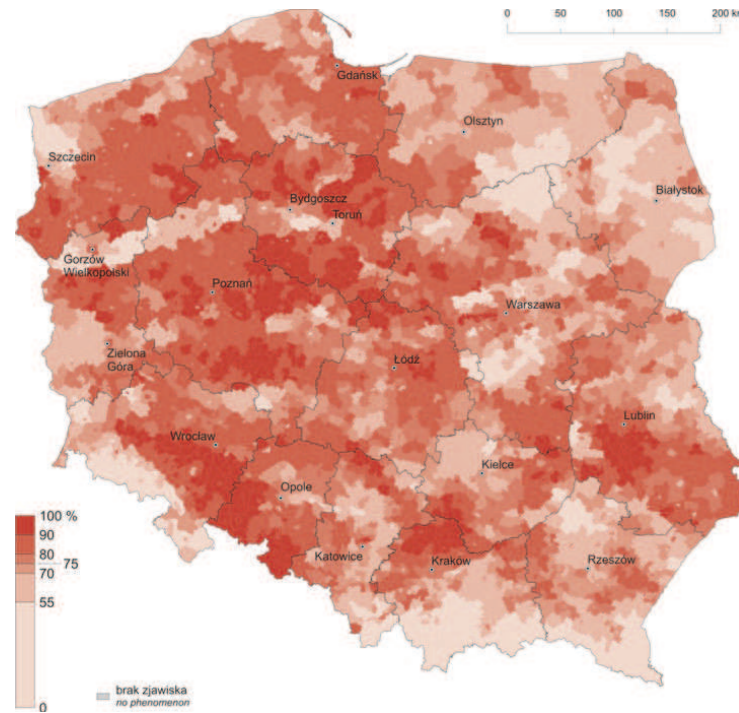 0 50 100 150 200 km
Gdańsk
Olsztyn
Szczecin
Białystok
Bydgoszcz
Toruń
Gorzów
Wielkopolski
Poznań
Warszawa
Zielona
Góra
Łódź
Lublin
Wrocław
Kielce
Opole
Katowice
Kraków
Rzeszów
100 %
90
80
75
70
55
0
brak zjawiska
no phenomenon